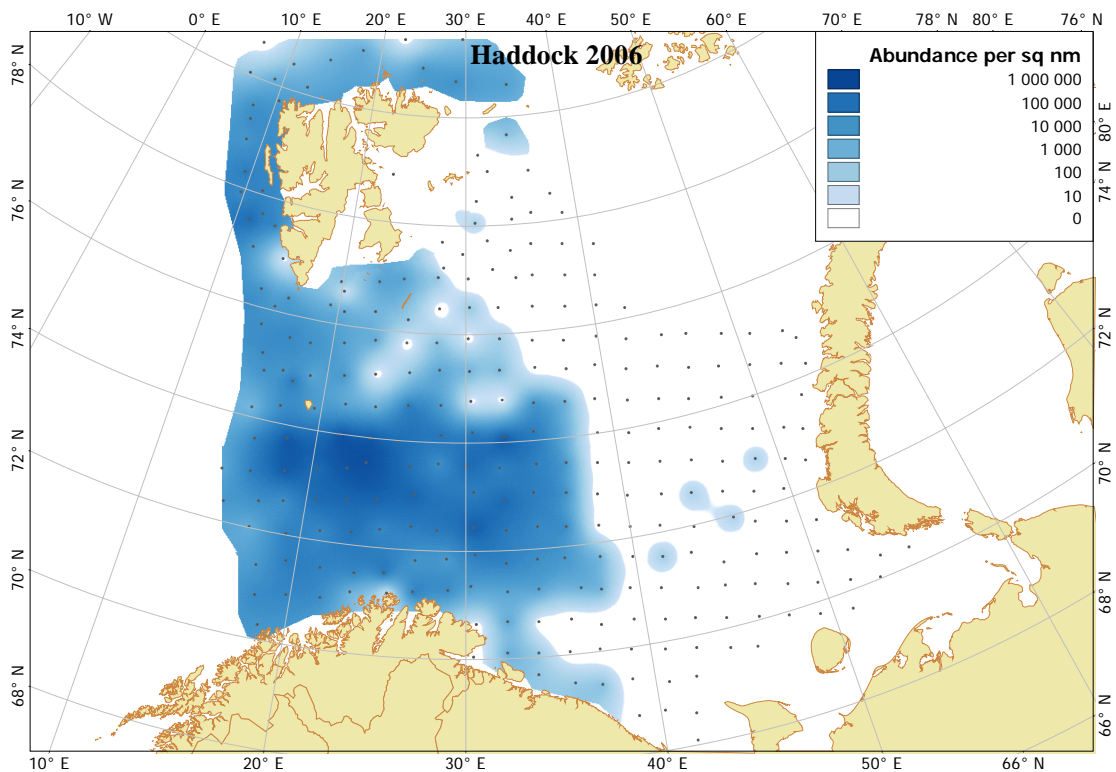 10° W 0° E 10° E 20° E 30° E 40° E 50° E 60° E 70° E 78° N 80° E 76° N
Haddock 2006
Abundance per sq nm
1 000 000
100 000
10 000
1 000
100
10
0
78° N
76° N
74° N
72° N
70° N
68° N
80° E
74° N
72° N
70° N
68° N
66° N
10° E 20° E 30° E 40° E 50° E 66° N